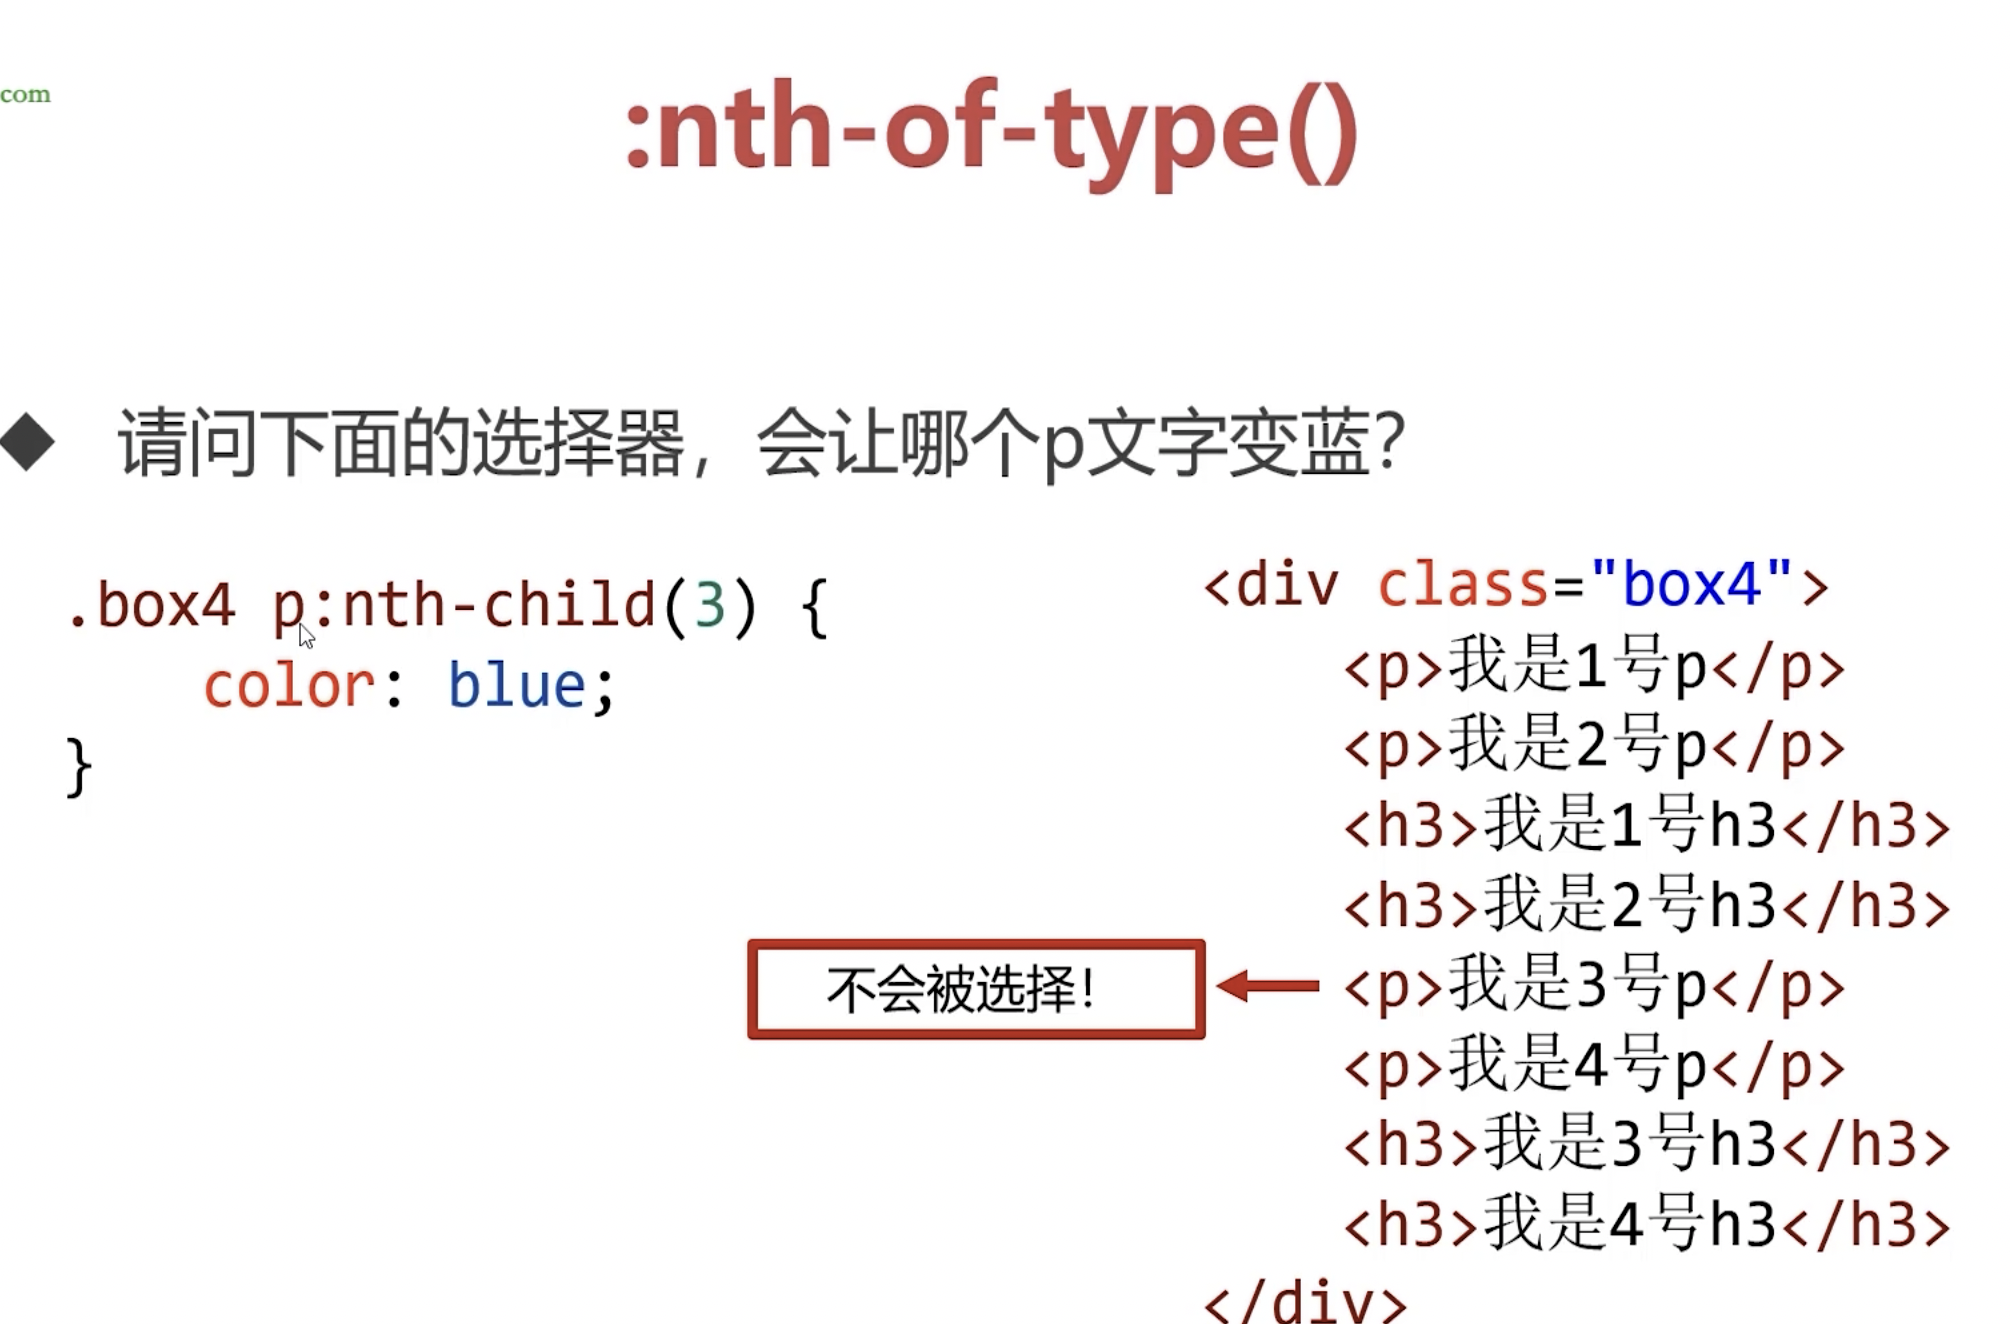 com
:nth-of-type()
◆ 请问下面的选择器，会让哪个p文字变蓝？
.box4 p:nth-child(3) {
color: blue;
}
<div class="box4">
<p>我是1号p</p>
<p>我是2号p</p>
<h3>我是1号h3</h3>
<h3>我是2号h3</h3>
不会被选择！
<p>我是3号p</p>
<p>我是4号p</p>
<h3>我是3号h3</h3>
<h3>我是4号h3</h3>
</div>